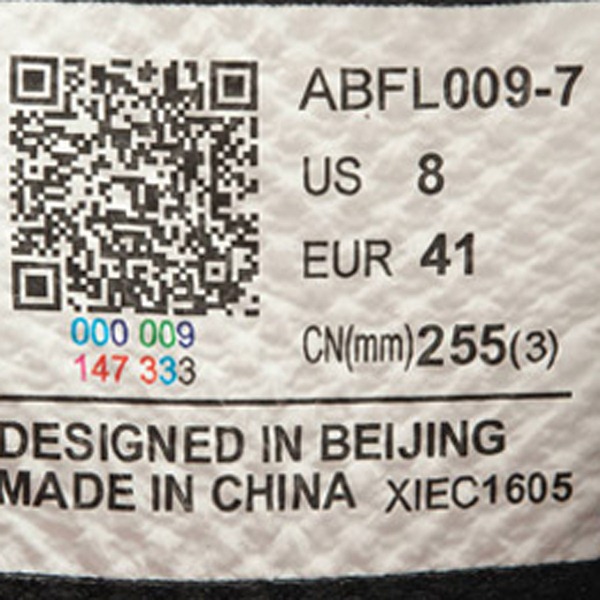 ABFL009-7
US 8
EUR 41
CN(mm)255(3)
000 009
147 333
DESIGNED IN BEIJING
MADE IN CHINA XIEC1605